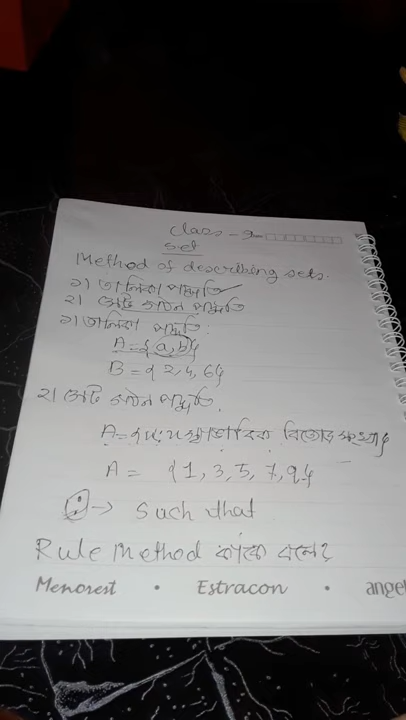 Class - 9
Set
Method of describing sets.
১) তালিকা পদ্ধতি
২) সেট গঠন পদ্ধতি
১) তালিকা পদ্ধতি:
A = {a, b}
B = {2, 4, 6}
২) সেট গঠন পদ্ধতি.
A = {x: x স্বাভাবিক বিজোড় সংখ্যা}
A = {1, 3, 5, 7, 9}
: → Such that
Rule Method কাকে বলে?
Menorest • Estracon • ange